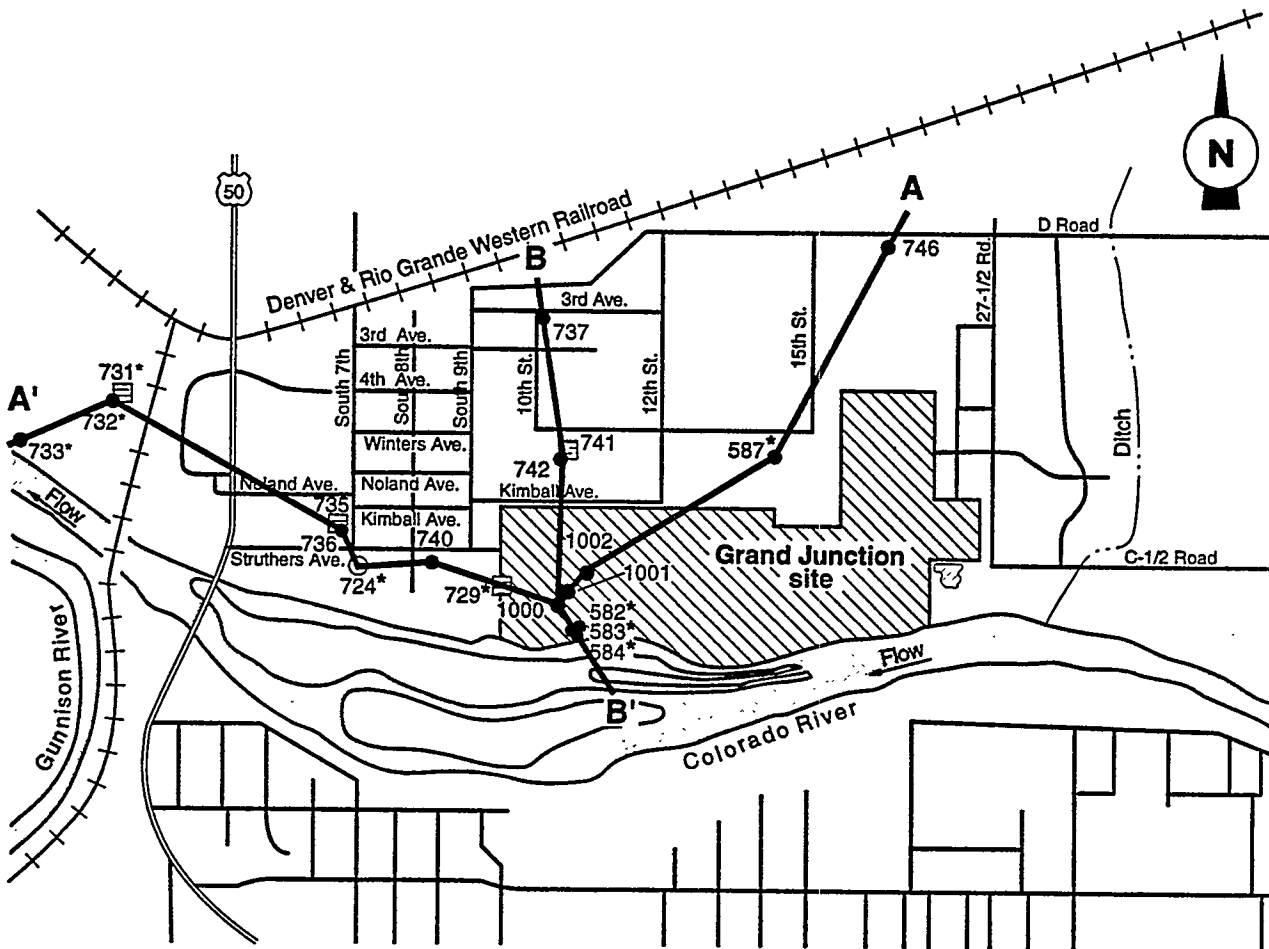 N
50
A
D Road
746
Denver & Rio Grande Western Railroad
B
27-1/2 Rd.
3rd Ave.
737
3rd Ave.
15th St.
South 7th
South 8th
South 9th
10th St.
12th St.
731*
4th Ave.
A'
732*
733*
Winters Ave.
741
587*
742
Ditch
Flow
Noland Ave.
Noland Ave.
Kimball Ave.
735
Kimball Ave.
736
740
1002
Grand Junction
site
Struthers Ave.
C-1/2 Road
724*
729*
1001
1000
582*
583*
584*
Flow
Gunnison River
B'
Colorado River